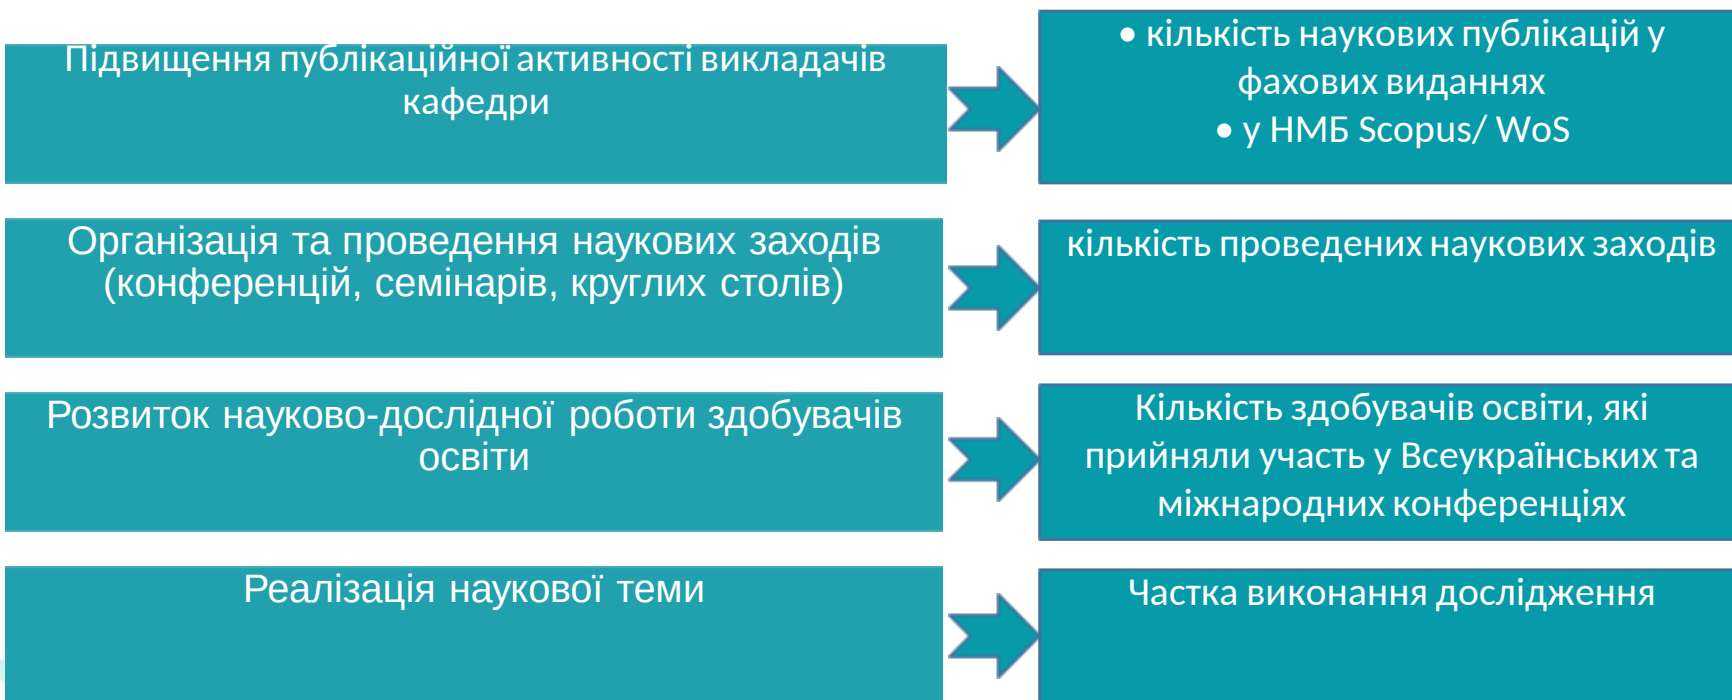 Підвищення публікаційної активності викладачів
кафедри
• кількість наукових публікацій у
фахових виданнях
• у НМБ Scopus/ WoS
Організація та проведення наукових заходів
(конференцій, семінарів, круглих столів)
кількість проведених наукових заходів
Розвиток науково-дослідної роботи здобувачів
освіти
Кількість здобувачів освіти, які
прийняли участь у Всеукраїнських та
міжнародних конференціях
Реалізація наукової теми
Частка виконання дослідження